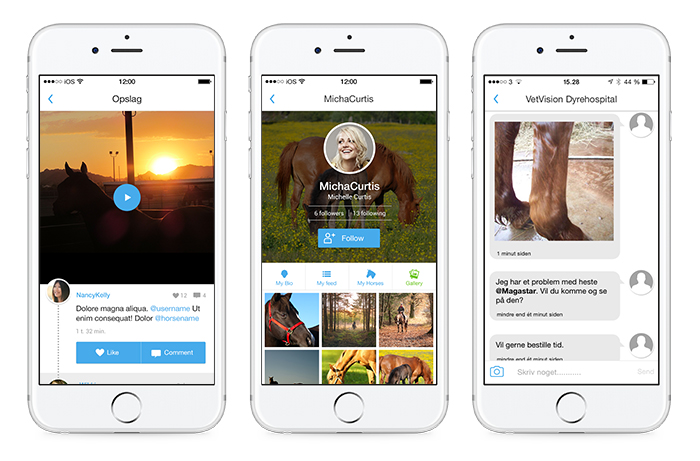 iOS 12:00
Opslag
NancyKelly 12 4
Dolore magna aliqua. @username Ut
enim consequat! Dolor @horsename
1 t. 32 min.
Like Comment
iOS 12:00
MichaCurtis
MichaCurtis
Michelle Curtis
6 followers 13 following
Follow
My Bio My feed My Horses Gallery
3 15.28 44 %
VetVision Dyrehospital
1 minut siden
Jeg har et problem med heste
@Magastar. Vil du komme og se
på den?
mindre end ét minut siden
Vil gerne bestille tid.
mindre end ét minut siden
Skriv noget........... Send